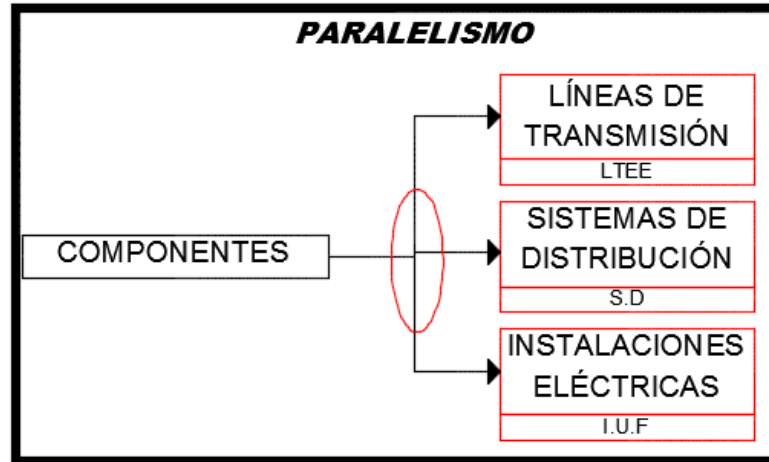 PARALELISMO
COMPONENTES
LÍNEAS DE
TRANSMISIÓN
LTEE
SISTEMAS DE
DISTRIBUCIÓN
S.D
INSTALACIONES
ELÉCTRICAS
I.U.F